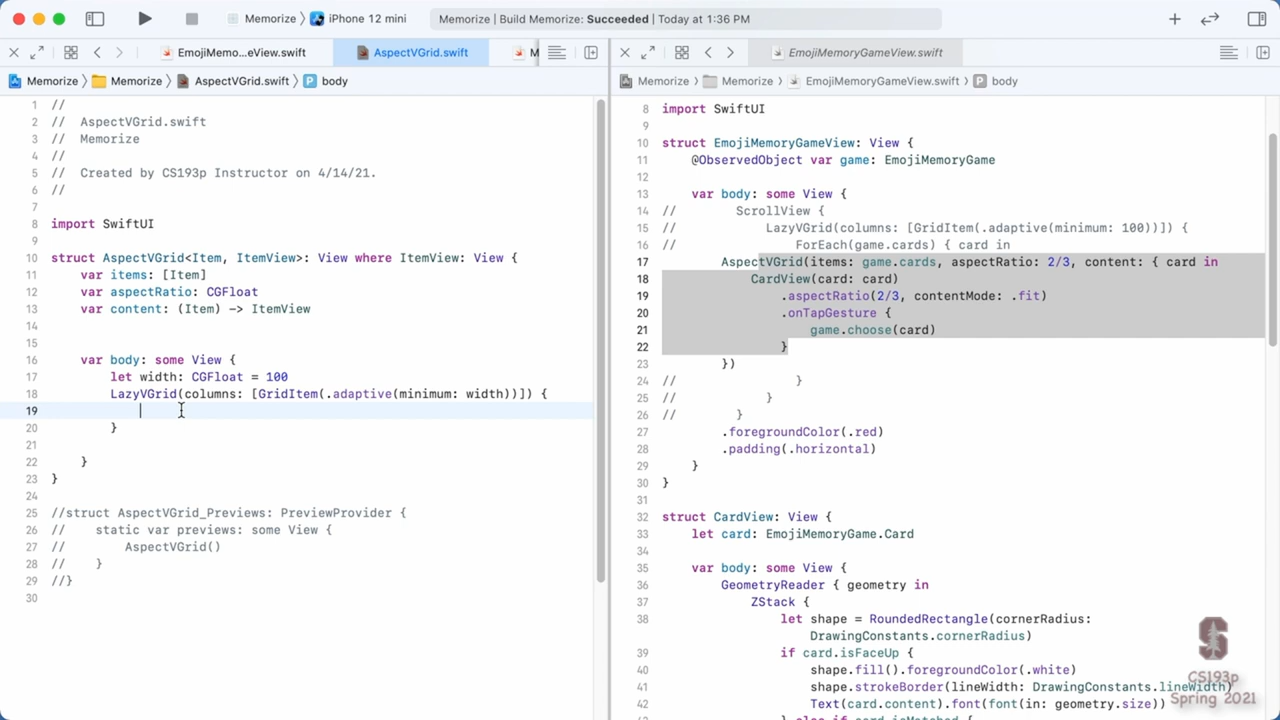 Memorize 〉 iPhone 12 mini
Memorize | Build Memorize: Succeeded | Today at 1:36 PM
EmojiMemo...eView.swift
AspectVGrid.swift
M
EmojiMemoryGameView.swift
Memorize 〉 Memorize 〉 AspectVGrid.swift 〉 P body
Memorize 〉 Memorize 〉 EmojiMemoryGameView.swift 〉 P body
1 //
2 //  AspectVGrid.swift
3 //  Memorize
4 //
5 //  Created by CS193p Instructor on 4/14/21.
6 //
7
8 import SwiftUI
9
10 struct AspectVGrid<Item, ItemView>: View where ItemView: View {
11     var items: [Item]
12     var aspectRatio: CGFloat
13     var content: (Item) -> ItemView
14
15
16     var body: some View {
17         let width: CGFloat = 100
18         LazyVGrid(columns: [GridItem(.adaptive(minimum: width))]) {
19
20         }
21
22     }
23 }
24
25 //struct AspectVGrid_Previews: PreviewProvider {
26 //    static var previews: some View {
27 //        AspectVGrid()
28 //    }
29 //}
30
8 import SwiftUI
9
10 struct EmojiMemoryGameView: View {
11     @ObservedObject var game: EmojiMemoryGame
12
13     var body: some View {
14 //        ScrollView {
15 //            LazyVGrid(columns: [GridItem(.adaptive(minimum: 100))]) {
16 //                ForEach(game.cards) { card in
17         AspectVGrid(items: game.cards, aspectRatio: 2/3, content: { card in
18             CardView(card: card)
19                 .aspectRatio(2/3, contentMode: .fit)
20                 .onTapGesture {
21                     game.choose(card)
22                 }
23         })
24 //                }
25 //            }
26 //        }
27         .foregroundColor(.red)
28         .padding(.horizontal)
29     }
30 }
31
32 struct CardView: View {
33     let card: EmojiMemoryGame.Card
34
35     var body: some View {
36         GeometryReader { geometry in
37             ZStack {
38                 let shape = RoundedRectangle(cornerRadius:
DrawingConstants.cornerRadius)
39                 if card.isFaceUp {
40                     shape.fill().foregroundColor(.white)
41                     shape.strokeBorder(lineWidth: DrawingConstants.lineWidth)
42                     Text(card.content).font(font(in: geometry.size))
43                 } else if card.isMatched {
CS193p
Spring 2021